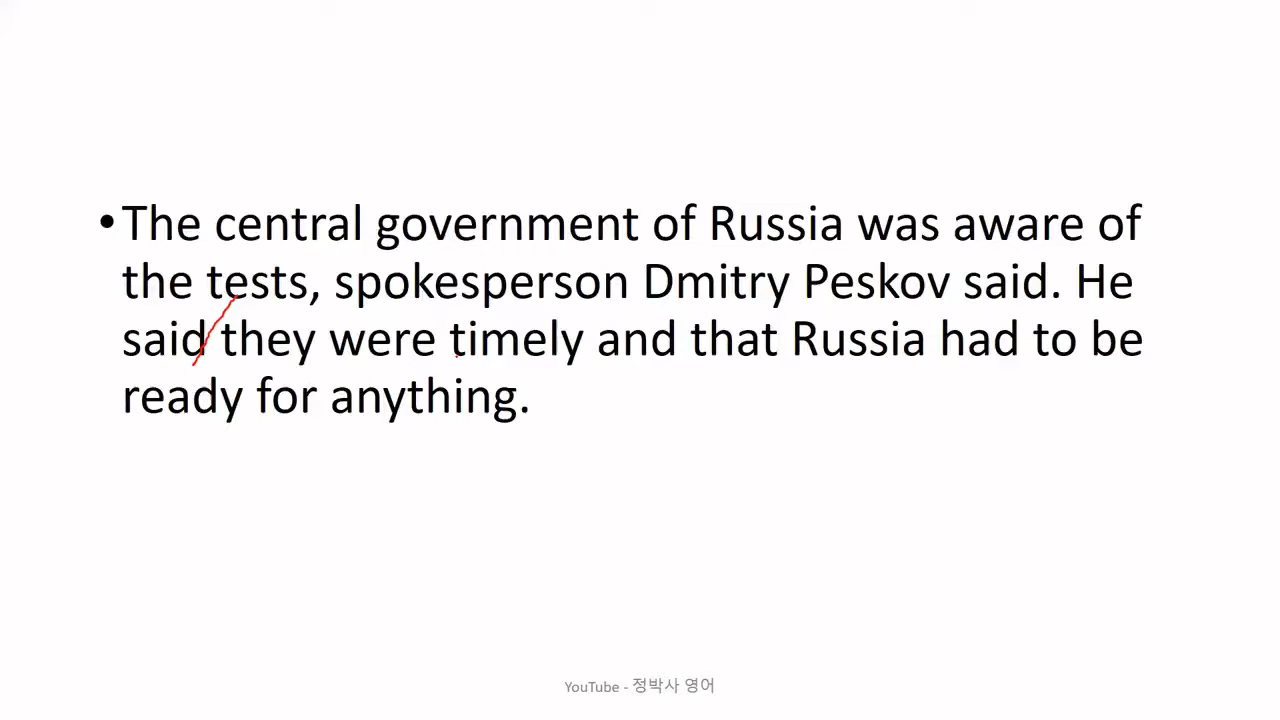 •The central government of Russia was aware of
the tests, spokesperson Dmitry Peskov said. He
said they were timely and that Russia had to be
ready for anything.
YouTube - 정박사 영어